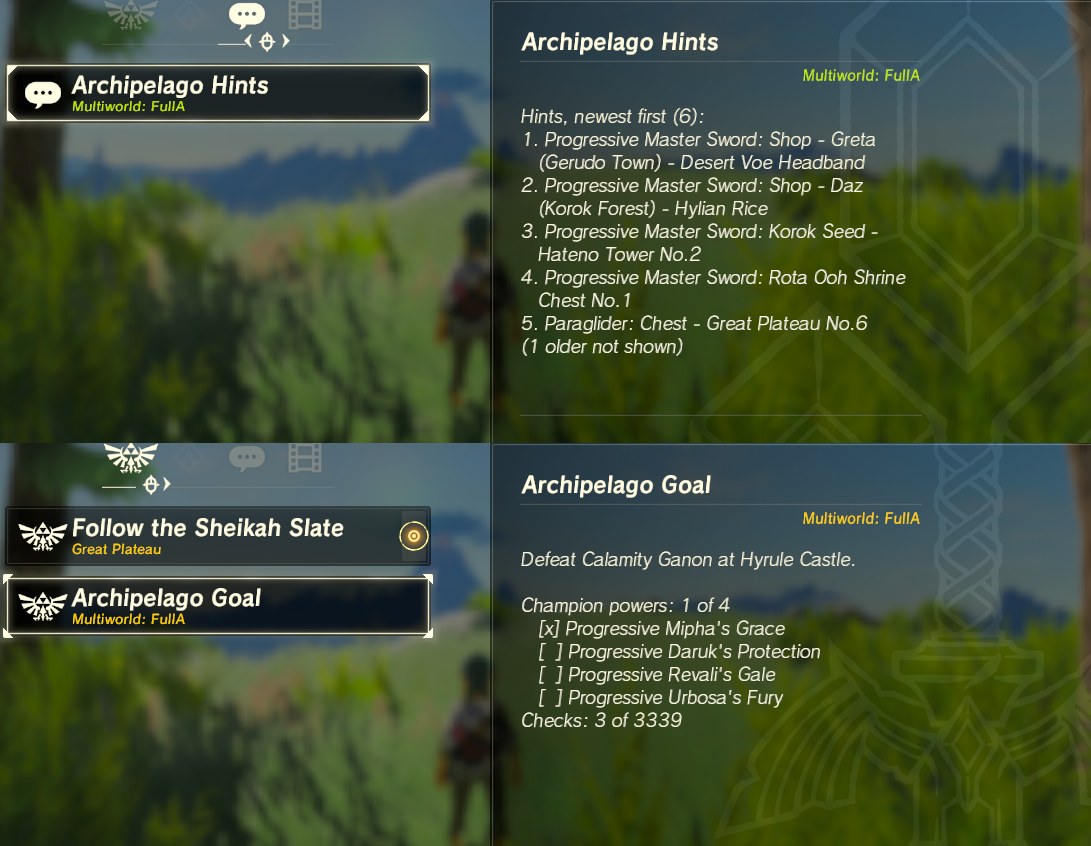 Archipelago Hints
Multiworld: FullA
Archipelago Hints
Multiworld: FullA
Hints, newest first (6):
1. Progressive Master Sword: Shop - Greta
(Gerudo Town) - Desert Voe Headband
2. Progressive Master Sword: Shop - Daz
(Korok Forest) - Hylian Rice
3. Progressive Master Sword: Korok Seed -
Hateno Tower No.2
4. Progressive Master Sword: Rota Ooh Shrine
Chest No.1
5. Paraglider: Chest - Great Plateau No.6
(1 older not shown)
Follow the Sheikah Slate
Great Plateau
Archipelago Goal
Multiworld: FullA
Archipelago Goal
Multiworld: FullA
Defeat Calamity Ganon at Hyrule Castle.
Champion powers: 1 of 4
[x] Progressive Mipha's Grace
[ ] Progressive Daruk's Protection
[ ] Progressive Revali's Gale
[ ] Progressive Urbosa's Fury
Checks: 3 of 3339